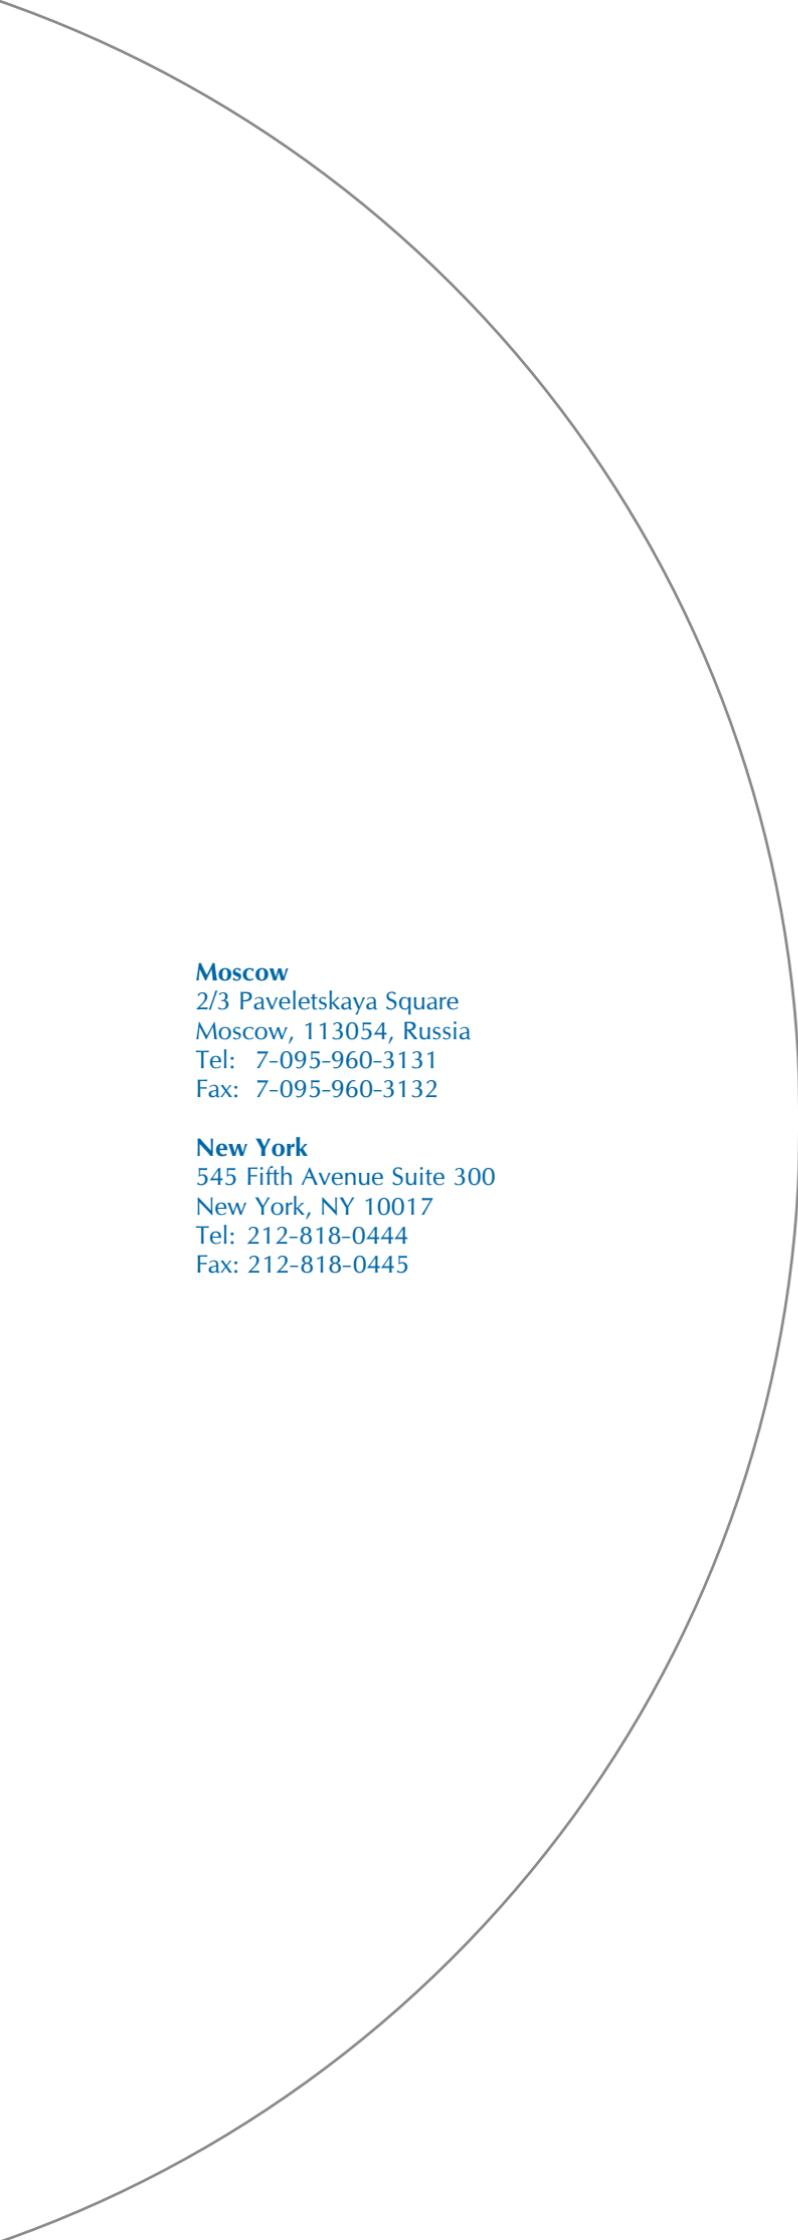 Moscow
2/3 Paveletskaya Square
Moscow, 113054, Russia
Tel: 7-095-960-3131
Fax: 7-095-960-3132
New York
545 Fifth Avenue Suite 300
New York, NY 10017
Tel: 212-818-0444
Fax: 212-818-0445